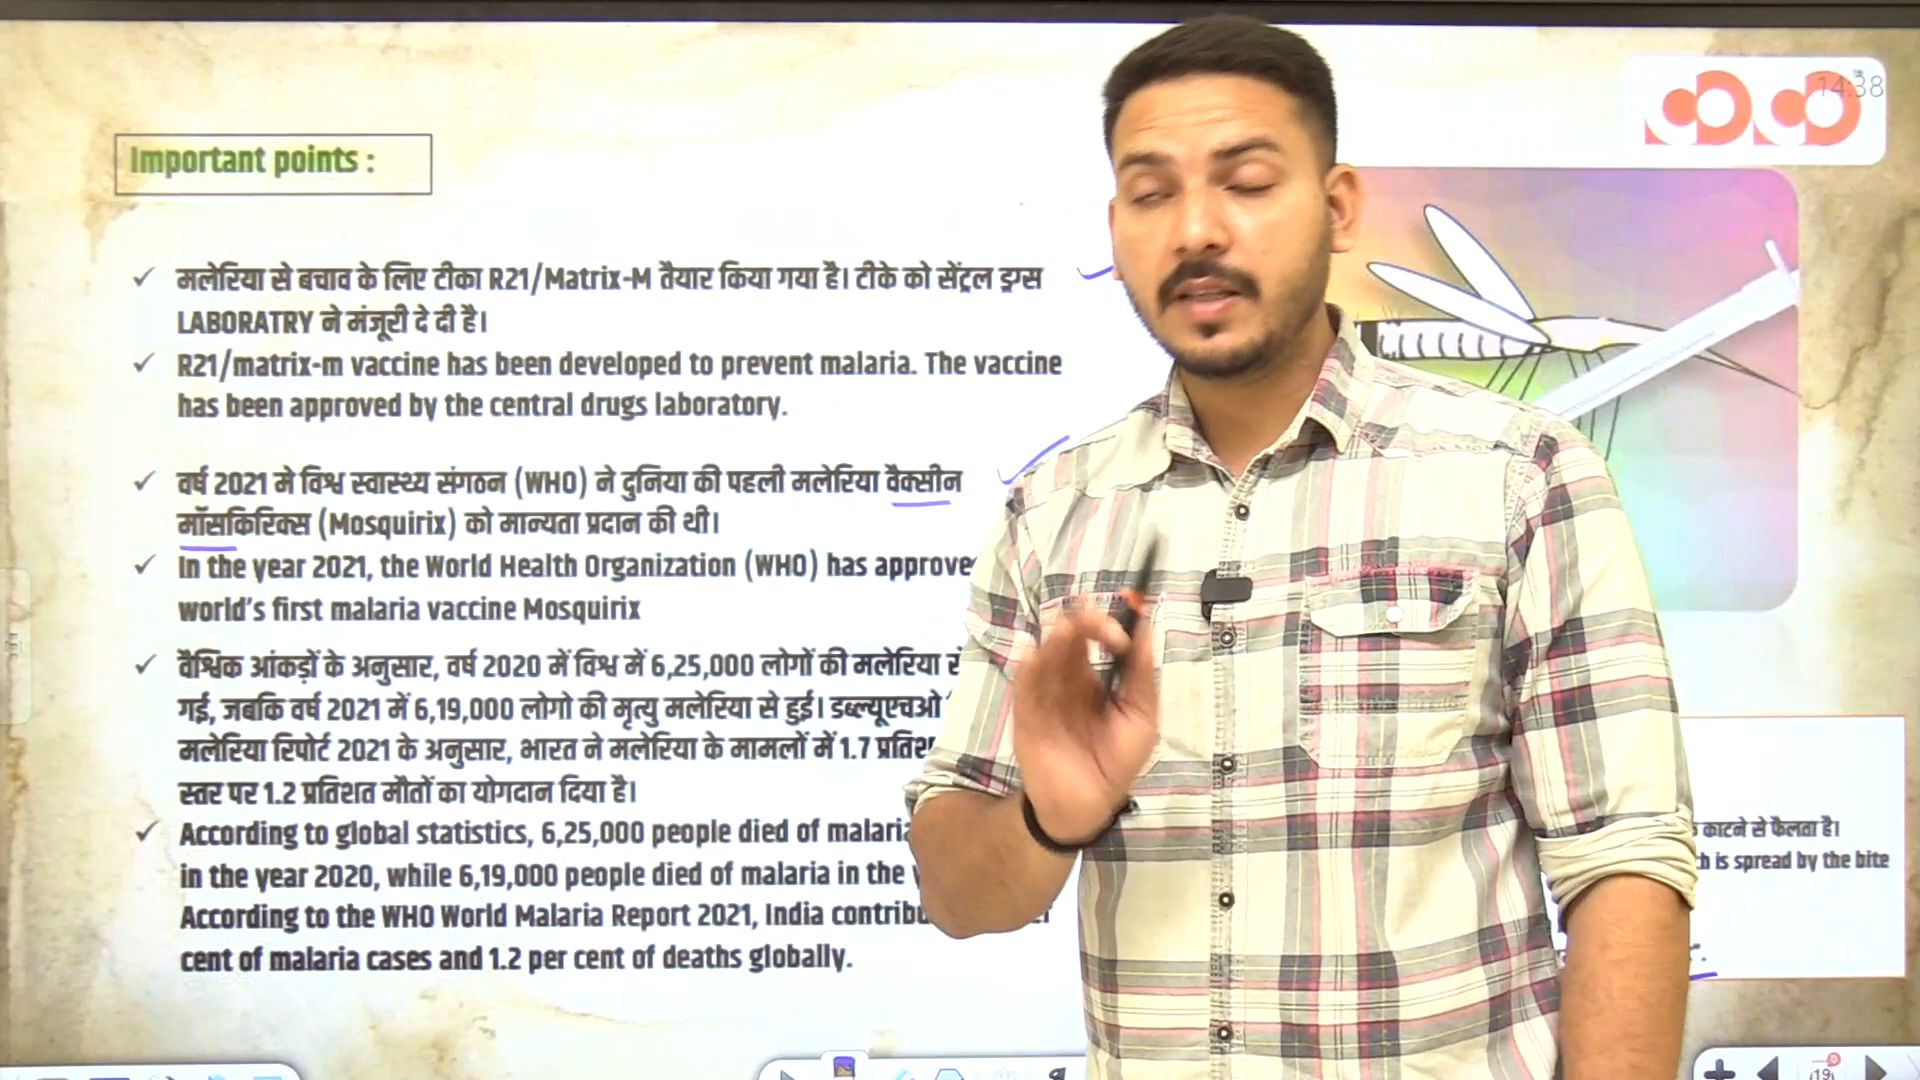 14:38
Important points :
मलेरिया से बचाव के लिए टीका R21/Matrix-M तैयार किया गया है। टीके को सेंट्रल ड्रग्स
LABORATRY ने मंजूरी दे दी है।
R21/matrix-m vaccine has been developed to prevent malaria. The vaccine
has been approved by the central drugs laboratory.
वर्ष 2021 मे विश्व स्वास्थ्य संगठन (WHO) ने दुनिया की पहली मलेरिया वैक्सीन
मॉसकिरिक्स (Mosquirix) को मान्यता प्रदान की थी।
In the year 2021, the World Health Organization (WHO) has
world's first malaria vaccine Mosquirix
वैश्विक आंकड़ों के अनुसार, वर्ष 2020 में विश्व में 6,25,000 लोगों की मलेरिया
गई, जबकि वर्ष 2021 में 6,19,000 लोगो की मृत्यु मलेरिया से हुई। डब्ल्यूएचओ
मलेरिया रिपोर्ट 2021 के अनुसार, भारत ने मलेरिया के मामलों में 1.7
स्तर पर 1.2 प्रतिशत मौतों का योगदान दिया है।
According to global statistics, 6,25,000 people died of
in the year 2020, while 6,19,000 people died of malaria in the
According to the WHO World Malaria Report 2021, India
cent of malaria cases and 1.2 per cent of deaths globally.
काटने से फैलता है।
is spread by the bite
19